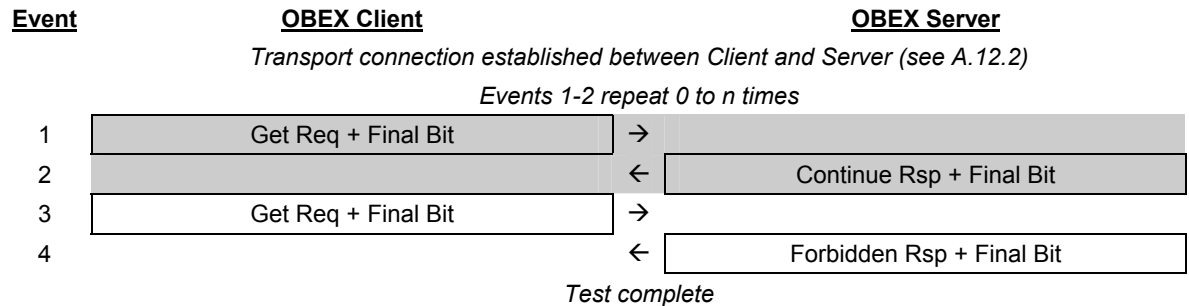 Event OBEX Client OBEX Server
Transport connection established between Client and Server (see A.12.2)
Events 1-2 repeat 0 to n times
1 Get Req + Final Bit →
2 ← Continue Rsp + Final Bit
3 Get Req + Final Bit →
4 ← Forbidden Rsp + Final Bit
Test complete